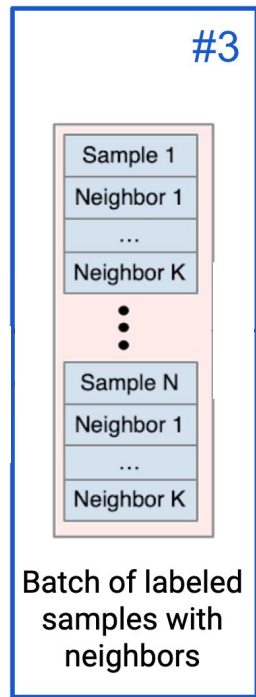 #3
Sample 1
Neighbor 1
...
Neighbor K
Sample N
Neighbor 1
...
Neighbor K
Batch of labeled
samples with
neighbors